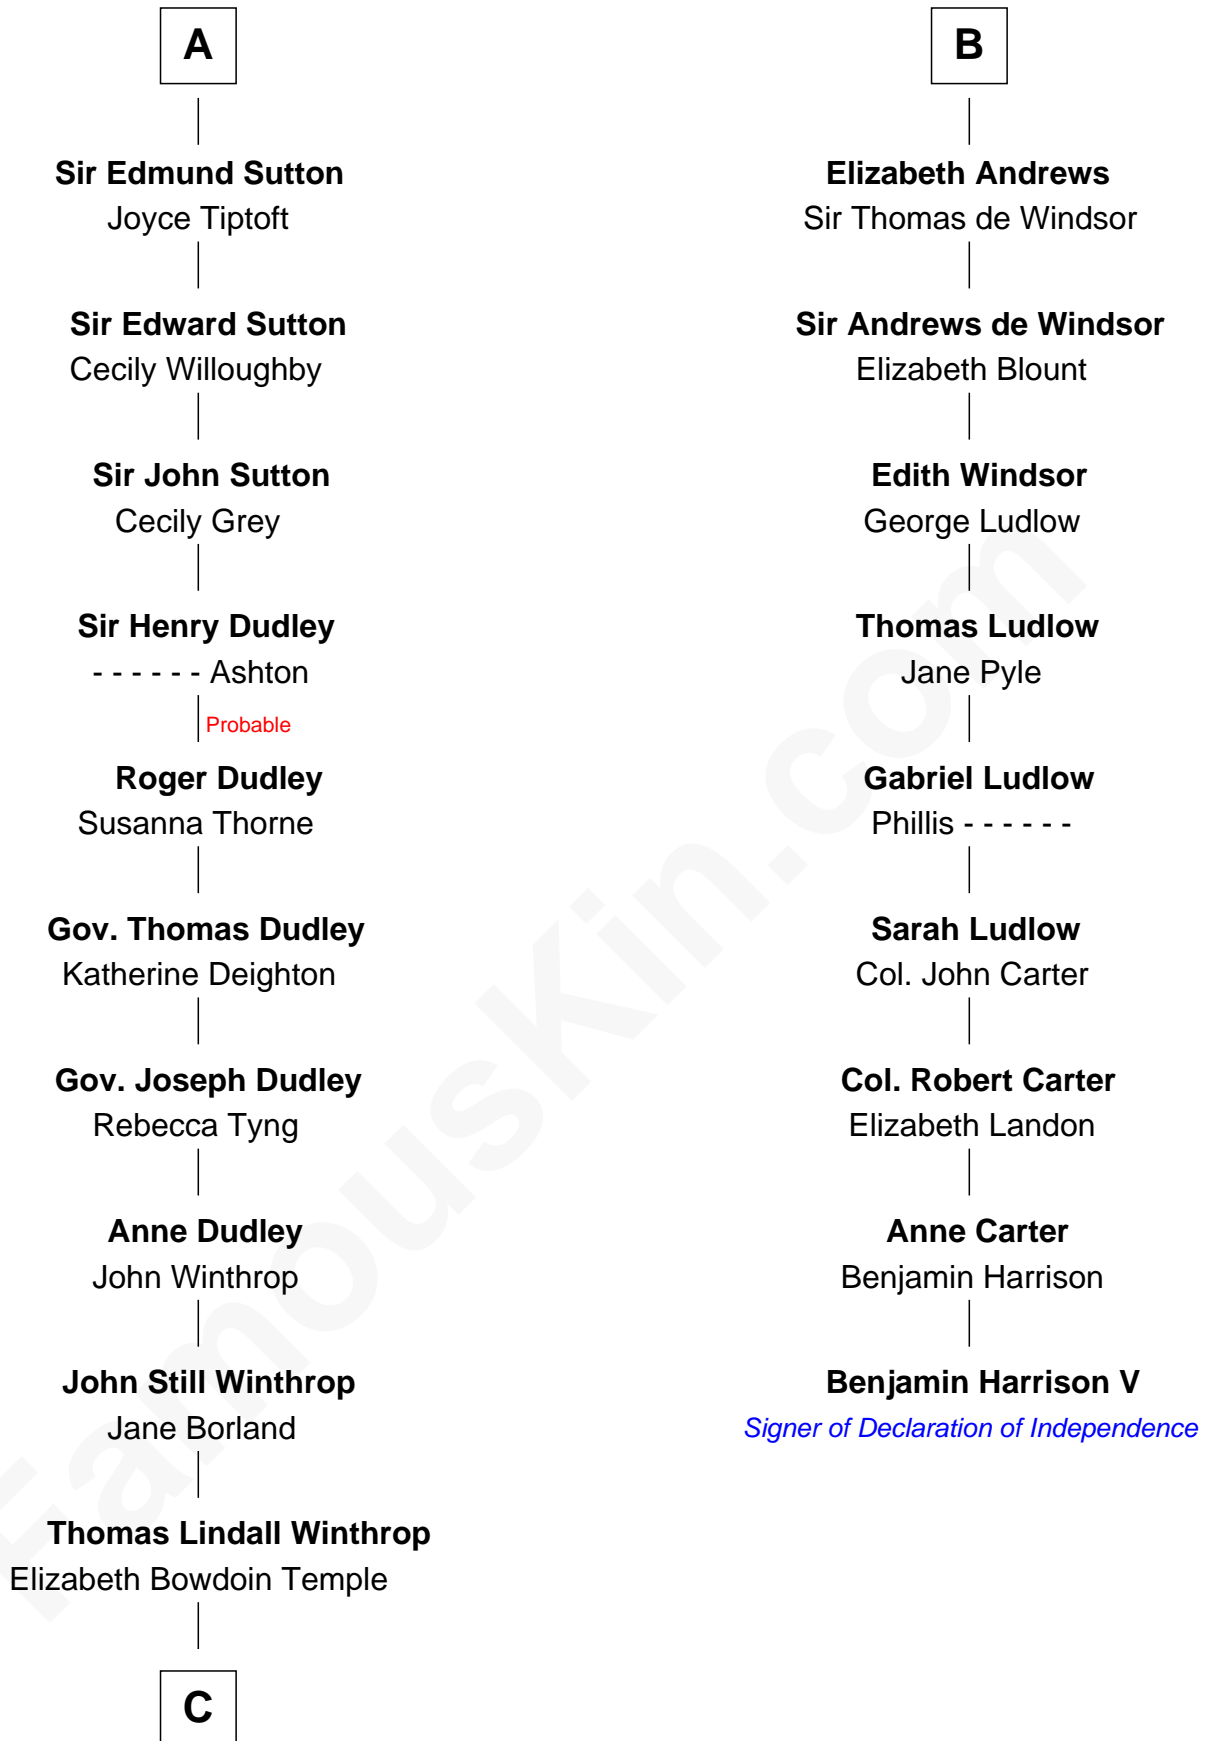 A
Sir Edmund Sutton
Joyce Tiptoft
Sir Edward Sutton
Cecily Willoughby
Sir John Sutton
Cecily Grey
Sir Henry Dudley
- - - - - - Ashton
Probable
Roger Dudley
Susanna Thorne
Gov. Thomas Dudley
Katherine Deighton
Gov. Joseph Dudley
Rebecca Tyng
Anne Dudley
John Winthrop
John Still Winthrop
Jane Borland
Thomas Lindall Winthrop
Elizabeth Bowdoin Temple
C
B
Elizabeth Andrews
Sir Thomas de Windsor
Sir Andrews de Windsor
Elizabeth Blount
Edith Windsor
George Ludlow
Thomas Ludlow
Jane Pyle
Gabriel Ludlow
Phillis - - - - - -
Sarah Ludlow
Col. John Carter
Col. Robert Carter
Elizabeth Landon
Anne Carter
Benjamin Harrison
Benjamin Harrison V
Signer of Declaration of Independence
FamousKin.com